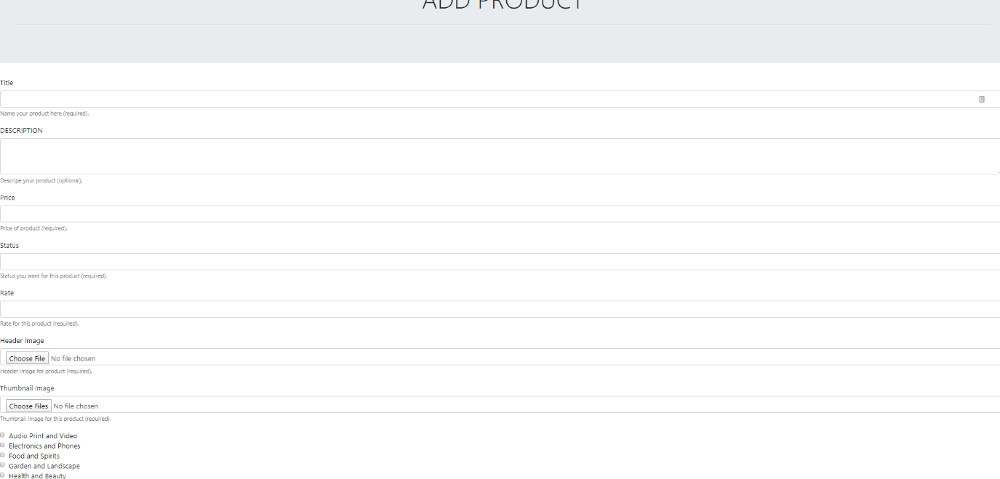 ADD PRODUCT
Title
Name your product here (required).
DESCRIPTION
Descripe your product (optional).
Price
Price of product (required).
Status
Status you want for this product (required).
Rate
Rate for this product (required).
Header Image
Choose File No file chosen
Header Image for product (required).
Thumbnail Image
Choose Files No file chosen
Thumbnail image for this product (required).
Audio Print and Video
Electronics and Phones
Food and Spirits
Garden and Landscape
Health and Beauty